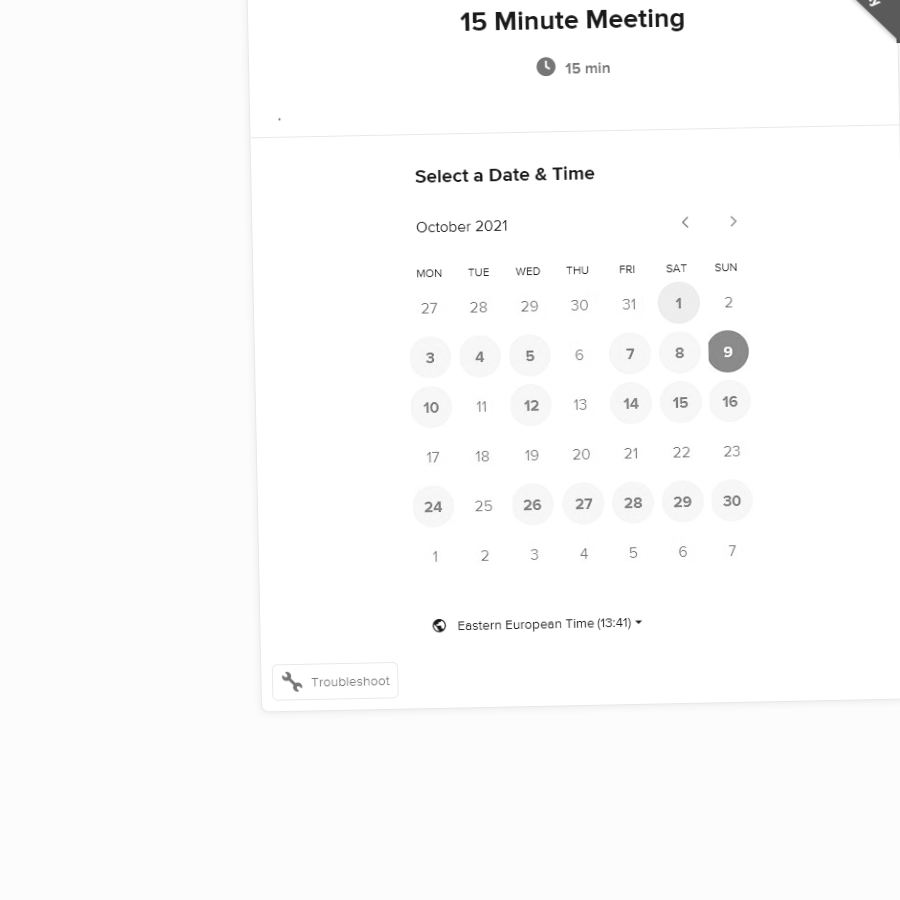 15 Minute Meeting
15 min
Select a Date & Time
October 2021
MON TUE WED THU FRI SAT SUN
27 28 29 30 31 1 2
3 4 5 6 7 8 9
10 11 12 13 14 15 16
17 18 19 20 21 22 23
24 25 26 27 28 29 30
1 2 3 4 5 6 7
Eastern European Time (13:41)
Troubleshoot